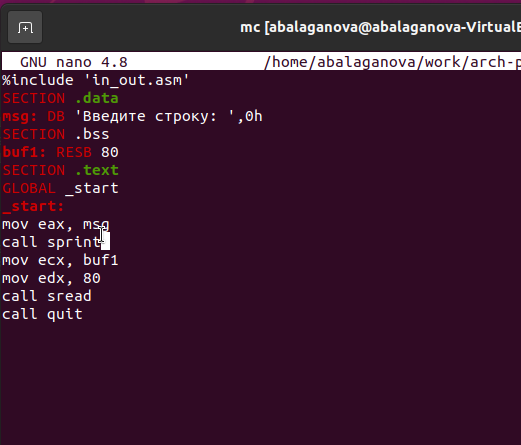 mc [abalaganova@abalaganova-VirtualB
GNU nano 4.8 /home/abalaganova/work/arch-p
%include 'in_out.asm'
SECTION .data
msg: DB 'Введите строку: ',0h
SECTION .bss
buf1: RESB 80
SECTION .text
GLOBAL _start
_start:
mov eax, msg
call sprint
mov ecx, buf1
mov edx, 80
call sread
call quit